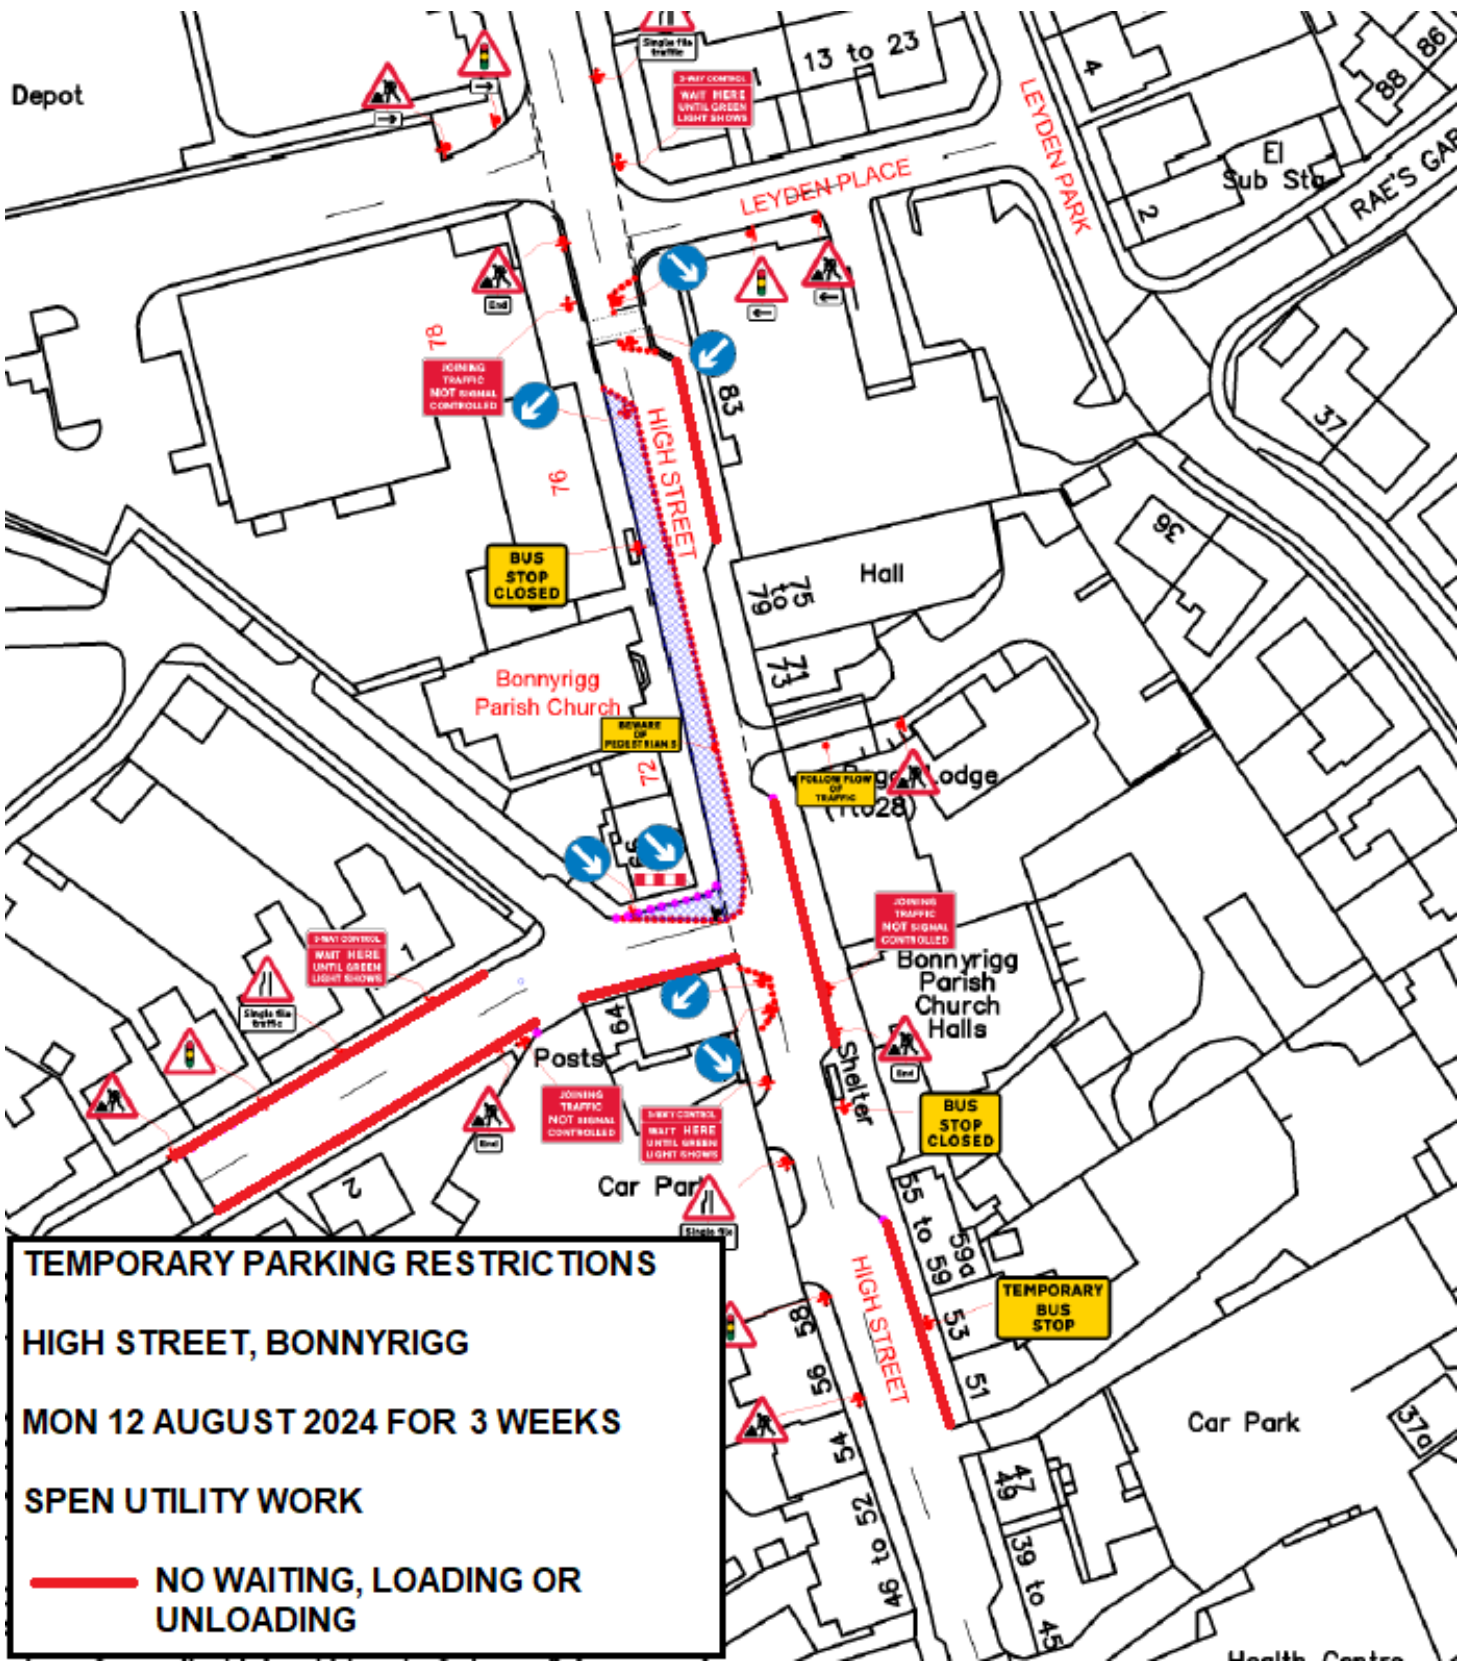 Depot
Single file
traffic
3-WAY CONTROL
WAIT HERE
UNTIL GREEN
LIGHT SHOWS
13 to 23
LEYDEN PLACE
LEYDEN PARK
4
2
El
Sub Sta
88
86
RAE'S GAR
End
78
JOINING
TRAFFIC
NOT SIGNAL
CONTROLLED
83
HIGH STREET
76
37
36
BUS
STOP
CLOSED
Hall
75
to
79
71
73
Bonnyrigg
Parish Church
BEWARE
OF
PEDESTRIANS
72
FOLLOW FLOW
OF
TRAFFIC
Lodge
66
JOINING
TRAFFIC
NOT SIGNAL
CONTROLLED
Bonnyrigg
Parish
Church
Halls
3-WAY CONTROL
WAIT HERE
UNTIL GREEN
LIGHT SHOWS
1
Single file
traffic
64
Posts
End
JOINING
TRAFFIC
NOT SIGNAL
CONTROLLED
3-WAY CONTROL
WAIT HERE
UNTIL GREEN
LIGHT SHOWS
Shelter
End
BUS
STOP
CLOSED
Car Park
Single file
2
55 to 59
59a
HIGH STREET
TEMPORARY
BUS
STOP
53
51
58
56
54
46 to 52
47
49
39 to 45
Car Park
37a
Health Centre
TEMPORARY PARKING RESTRICTIONS
HIGH STREET, BONNYRIGG
MON 12 AUGUST 2024 FOR 3 WEEKS
SPEN UTILITY WORK
NO WAITING, LOADING OR
UNLOADING